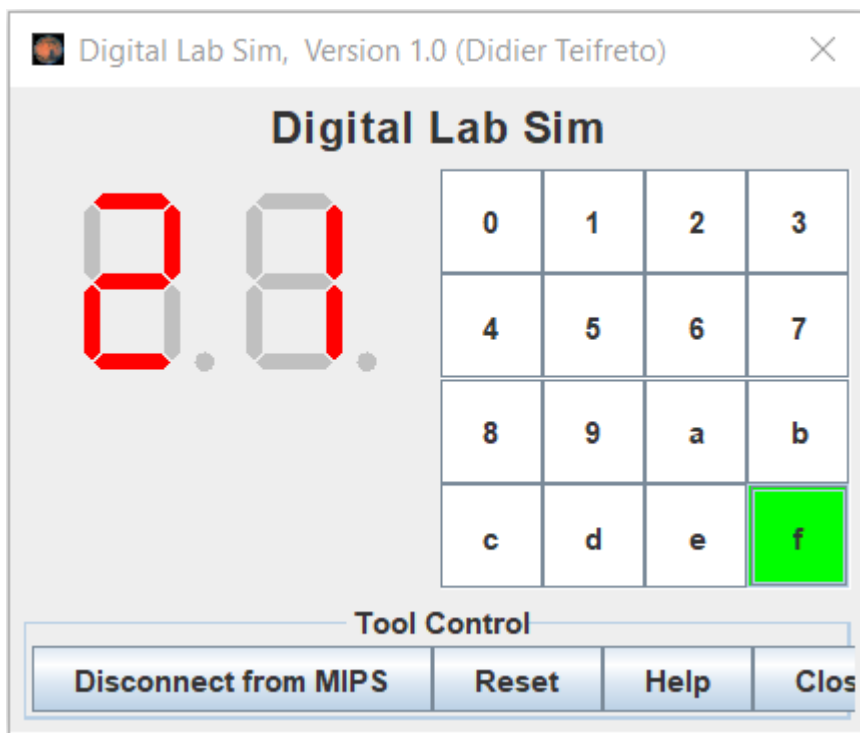 Digital Lab Sim, Version 1.0 (Didier Teifreto)
Digital Lab Sim
21
0 1 2 3
4 5 6 7
8 9 a b
c d e f
Tool Control
Disconnect from MIPS Reset Help Clos